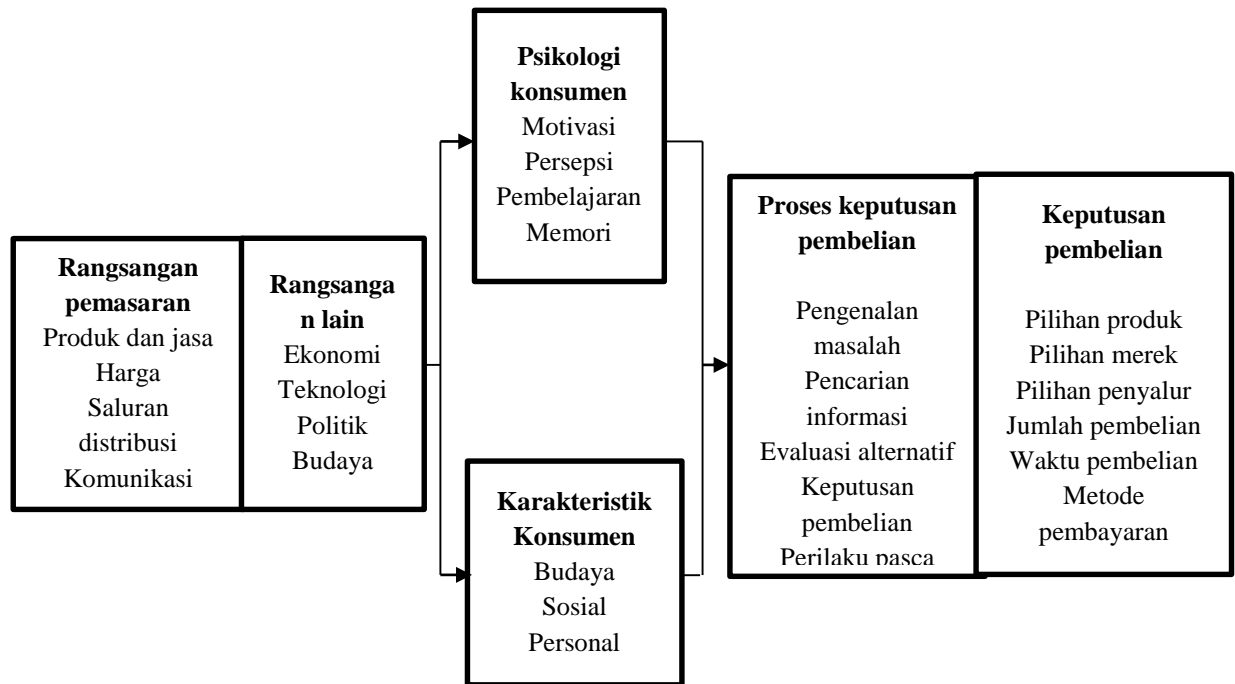 Rangsangan
pemasaran
Produk dan jasa
Harga
Saluran
distribusi
Komunikasi
Rangsanga
n lain
Ekonomi
Teknologi
Politik
Budaya
Psikologi
konsumen
Motivasi
Persepsi
Pembelajaran
Memori
Karakteristik
Konsumen
Budaya
Sosial
Personal
Proses keputusan
pembelian
Pengenalan
masalah
Pencarian
informasi
Evaluasi alternatif
Keputusan
pembelian
Perilaku pasca
Keputusan
pembelian
Pilihan produk
Pilihan merek
Pilihan penyalur
Jumlah pembelian
Waktu pembelian
Metode
pembayaran